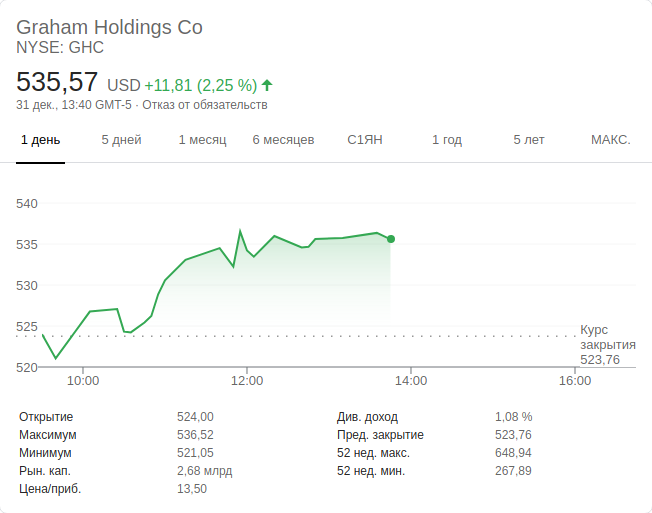 Graham Holdings Co
NYSE: GHC
535,57 USD +11,81 (2,25 %)
31 дек., 13:40 GMT-5 · Отказ от обязательств
1 день 5 дней 1 месяц 6 месяцев С1ЯН 1 год 5 лет МАКС.
540
535
530
525
520
Курс
закрытия
523,76
10:00 12:00 14:00 16:00
Открытие 524,00 Див. доход 1,08 %
Максимум 536,52 Пред. закрытие 523,76
Минимум 521,05 52 нед. макс. 648,94
Рын. кап. 2,68 млрд 52 нед. мин. 267,89
Цена/приб. 13,50